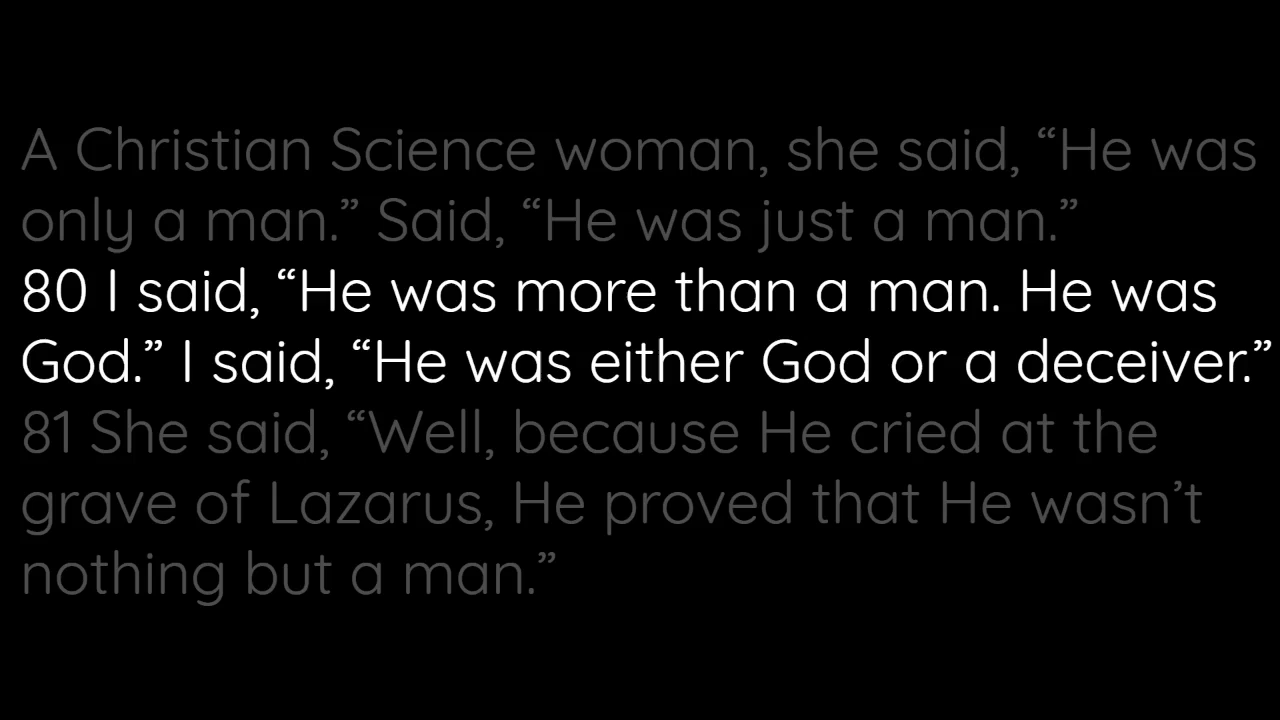 A Christian Science woman, she said, “He was
only a man.” Said, “He was just a man.”
80 I said, “He was more than a man. He was
God.” I said, “He was either God or a deceiver.”
81 She said, “Well, because He cried at the
grave of Lazarus, He proved that He wasn’t
nothing but a man.”